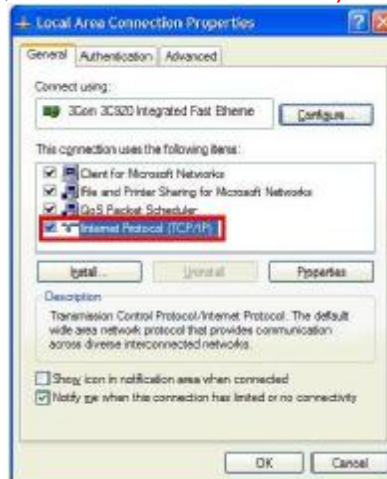 Local Area Connection Properties
General Authentication Advanced
Connect using:
3Com 3C920 Integrated Fast Etherne
Configure...
This connection uses the following items:
Client for Microsoft Networks
File and Printer Sharing for Microsoft Networks
QoS Packet Scheduler
Internet Protocol (TCP/IP)
Install... Uninstall Properties
Description
Transmission Control Protocol/Internet Protocol. The default
wide area network protocol that provides communication
across diverse interconnected networks.
Show icon in notification area when connected
Notify me when this connection has limited or no connectivity
OK Cancel